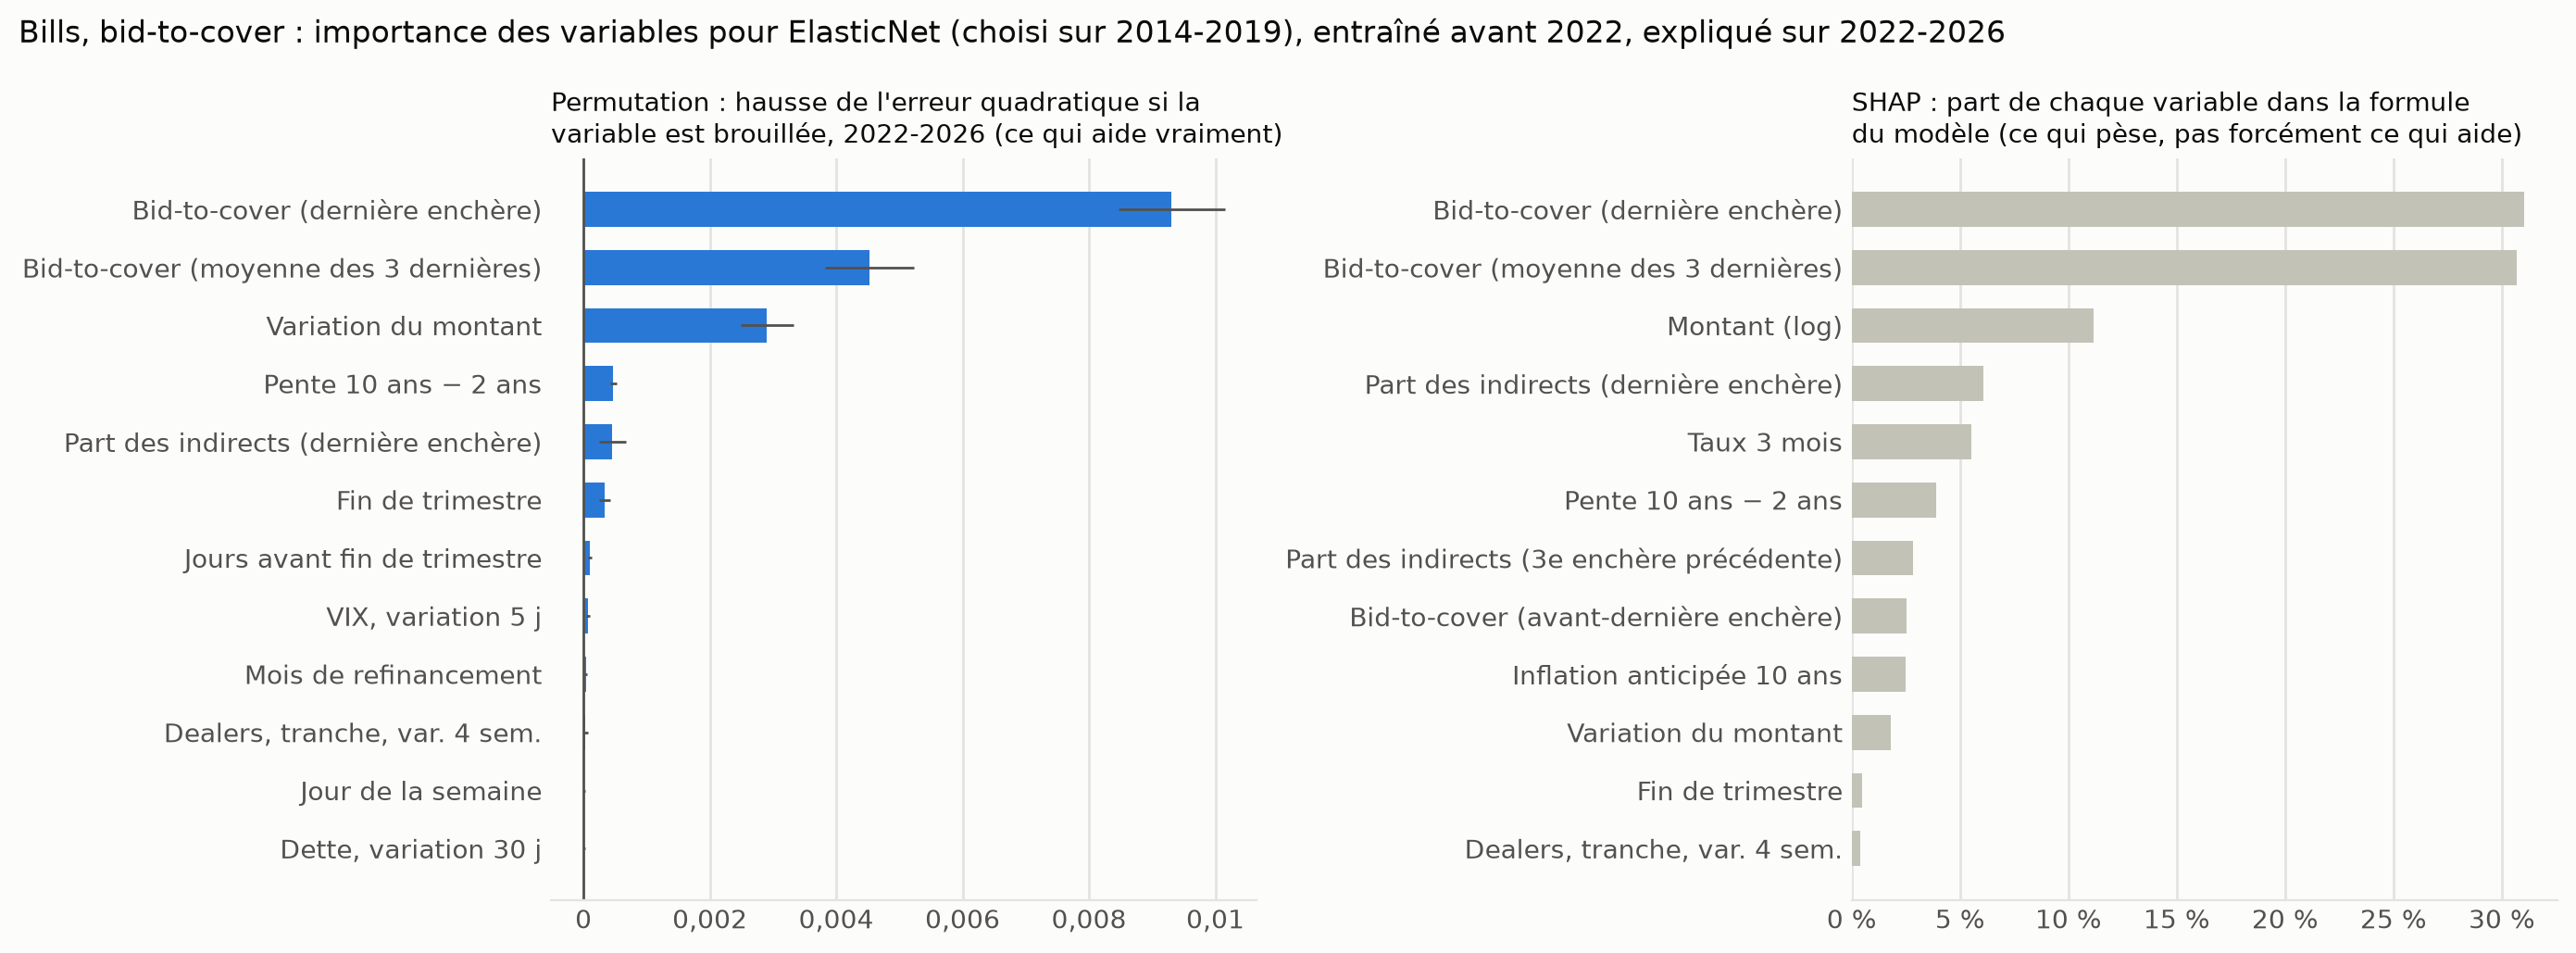 Bills, bid-to-cover : importance des variables pour ElasticNet (choisi sur 2014-2019), entraîné avant 2022, expliqué sur 2022-2026
Permutation : hausse de l'erreur quadratique si la
variable est brouillée, 2022-2026 (ce qui aide vraiment)
Bid-to-cover (dernière enchère)
Bid-to-cover (moyenne des 3 dernières)
Variation du montant
Pente 10 ans − 2 ans
Part des indirects (dernière enchère)
Fin de trimestre
Jours avant fin de trimestre
VIX, variation 5 j
Mois de refinancement
Dealers, tranche, var. 4 sem.
Jour de la semaine
Dette, variation 30 j
0 0,002 0,004 0,006 0,008 0,01
SHAP : part de chaque variable dans la formule
du modèle (ce qui pèse, pas forcément ce qui aide)
Bid-to-cover (dernière enchère)
Bid-to-cover (moyenne des 3 dernières)
Montant (log)
Part des indirects (dernière enchère)
Taux 3 mois
Pente 10 ans − 2 ans
Part des indirects (3e enchère précédente)
Bid-to-cover (avant-dernière enchère)
Inflation anticipée 10 ans
Variation du montant
Fin de trimestre
Dealers, tranche, var. 4 sem.
0 % 5 % 10 % 15 % 20 % 25 % 30 %